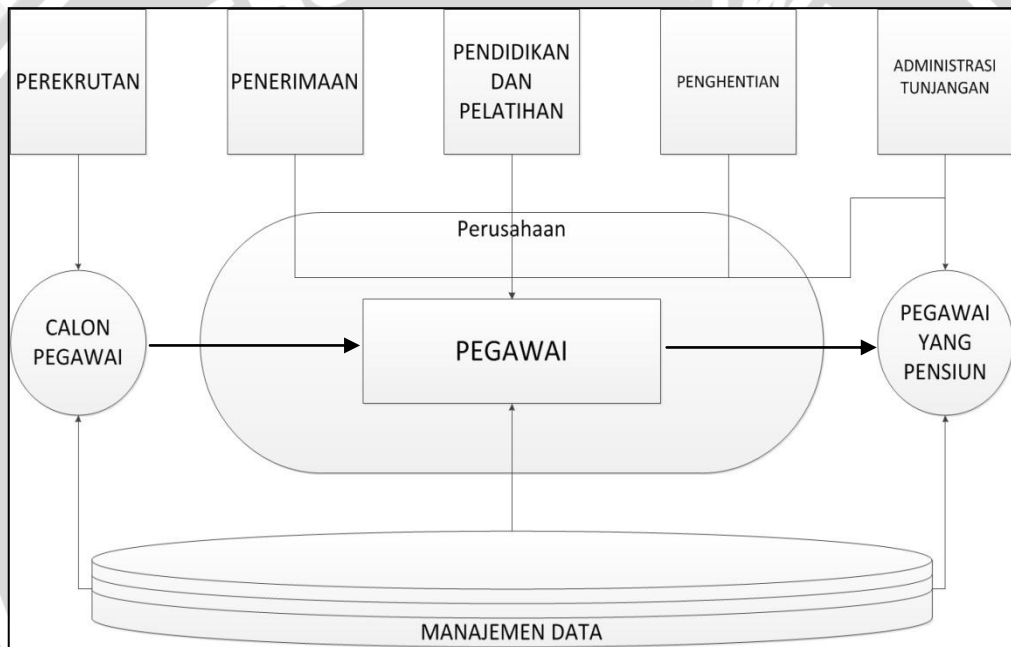 PEREKRUTAN
PENERIMAAN
PENDIDIKAN
DAN
PELATIHAN
PENGHENTIAN
ADMINISTRASI
TUNJANGAN
Perusahaan
CALON
PEGAWAI
PEGAWAI
PEGAWAI
YANG
PENSIUN
MANAJEMEN DATA